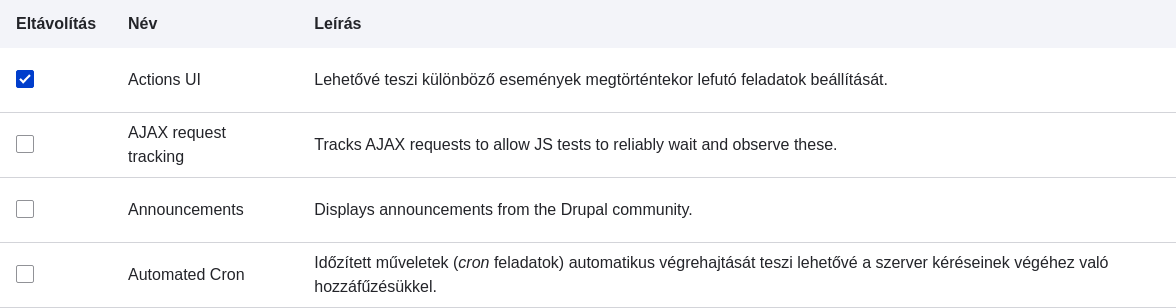 Eltávolítás Név Leírás
Actions UI Lehetővé teszi különböző események megtörténtekor lefutó feladatok beállítását.
AJAX request
tracking
Tracks AJAX requests to allow JS tests to reliably wait and observe these.
Announcements Displays announcements from the Drupal community.
Automated Cron
Időzített műveletek (cron feladatok) automatikus végrehajtását teszi lehetővé a szerver kéréseinek végéhez való
hozzáfűzésükkel.